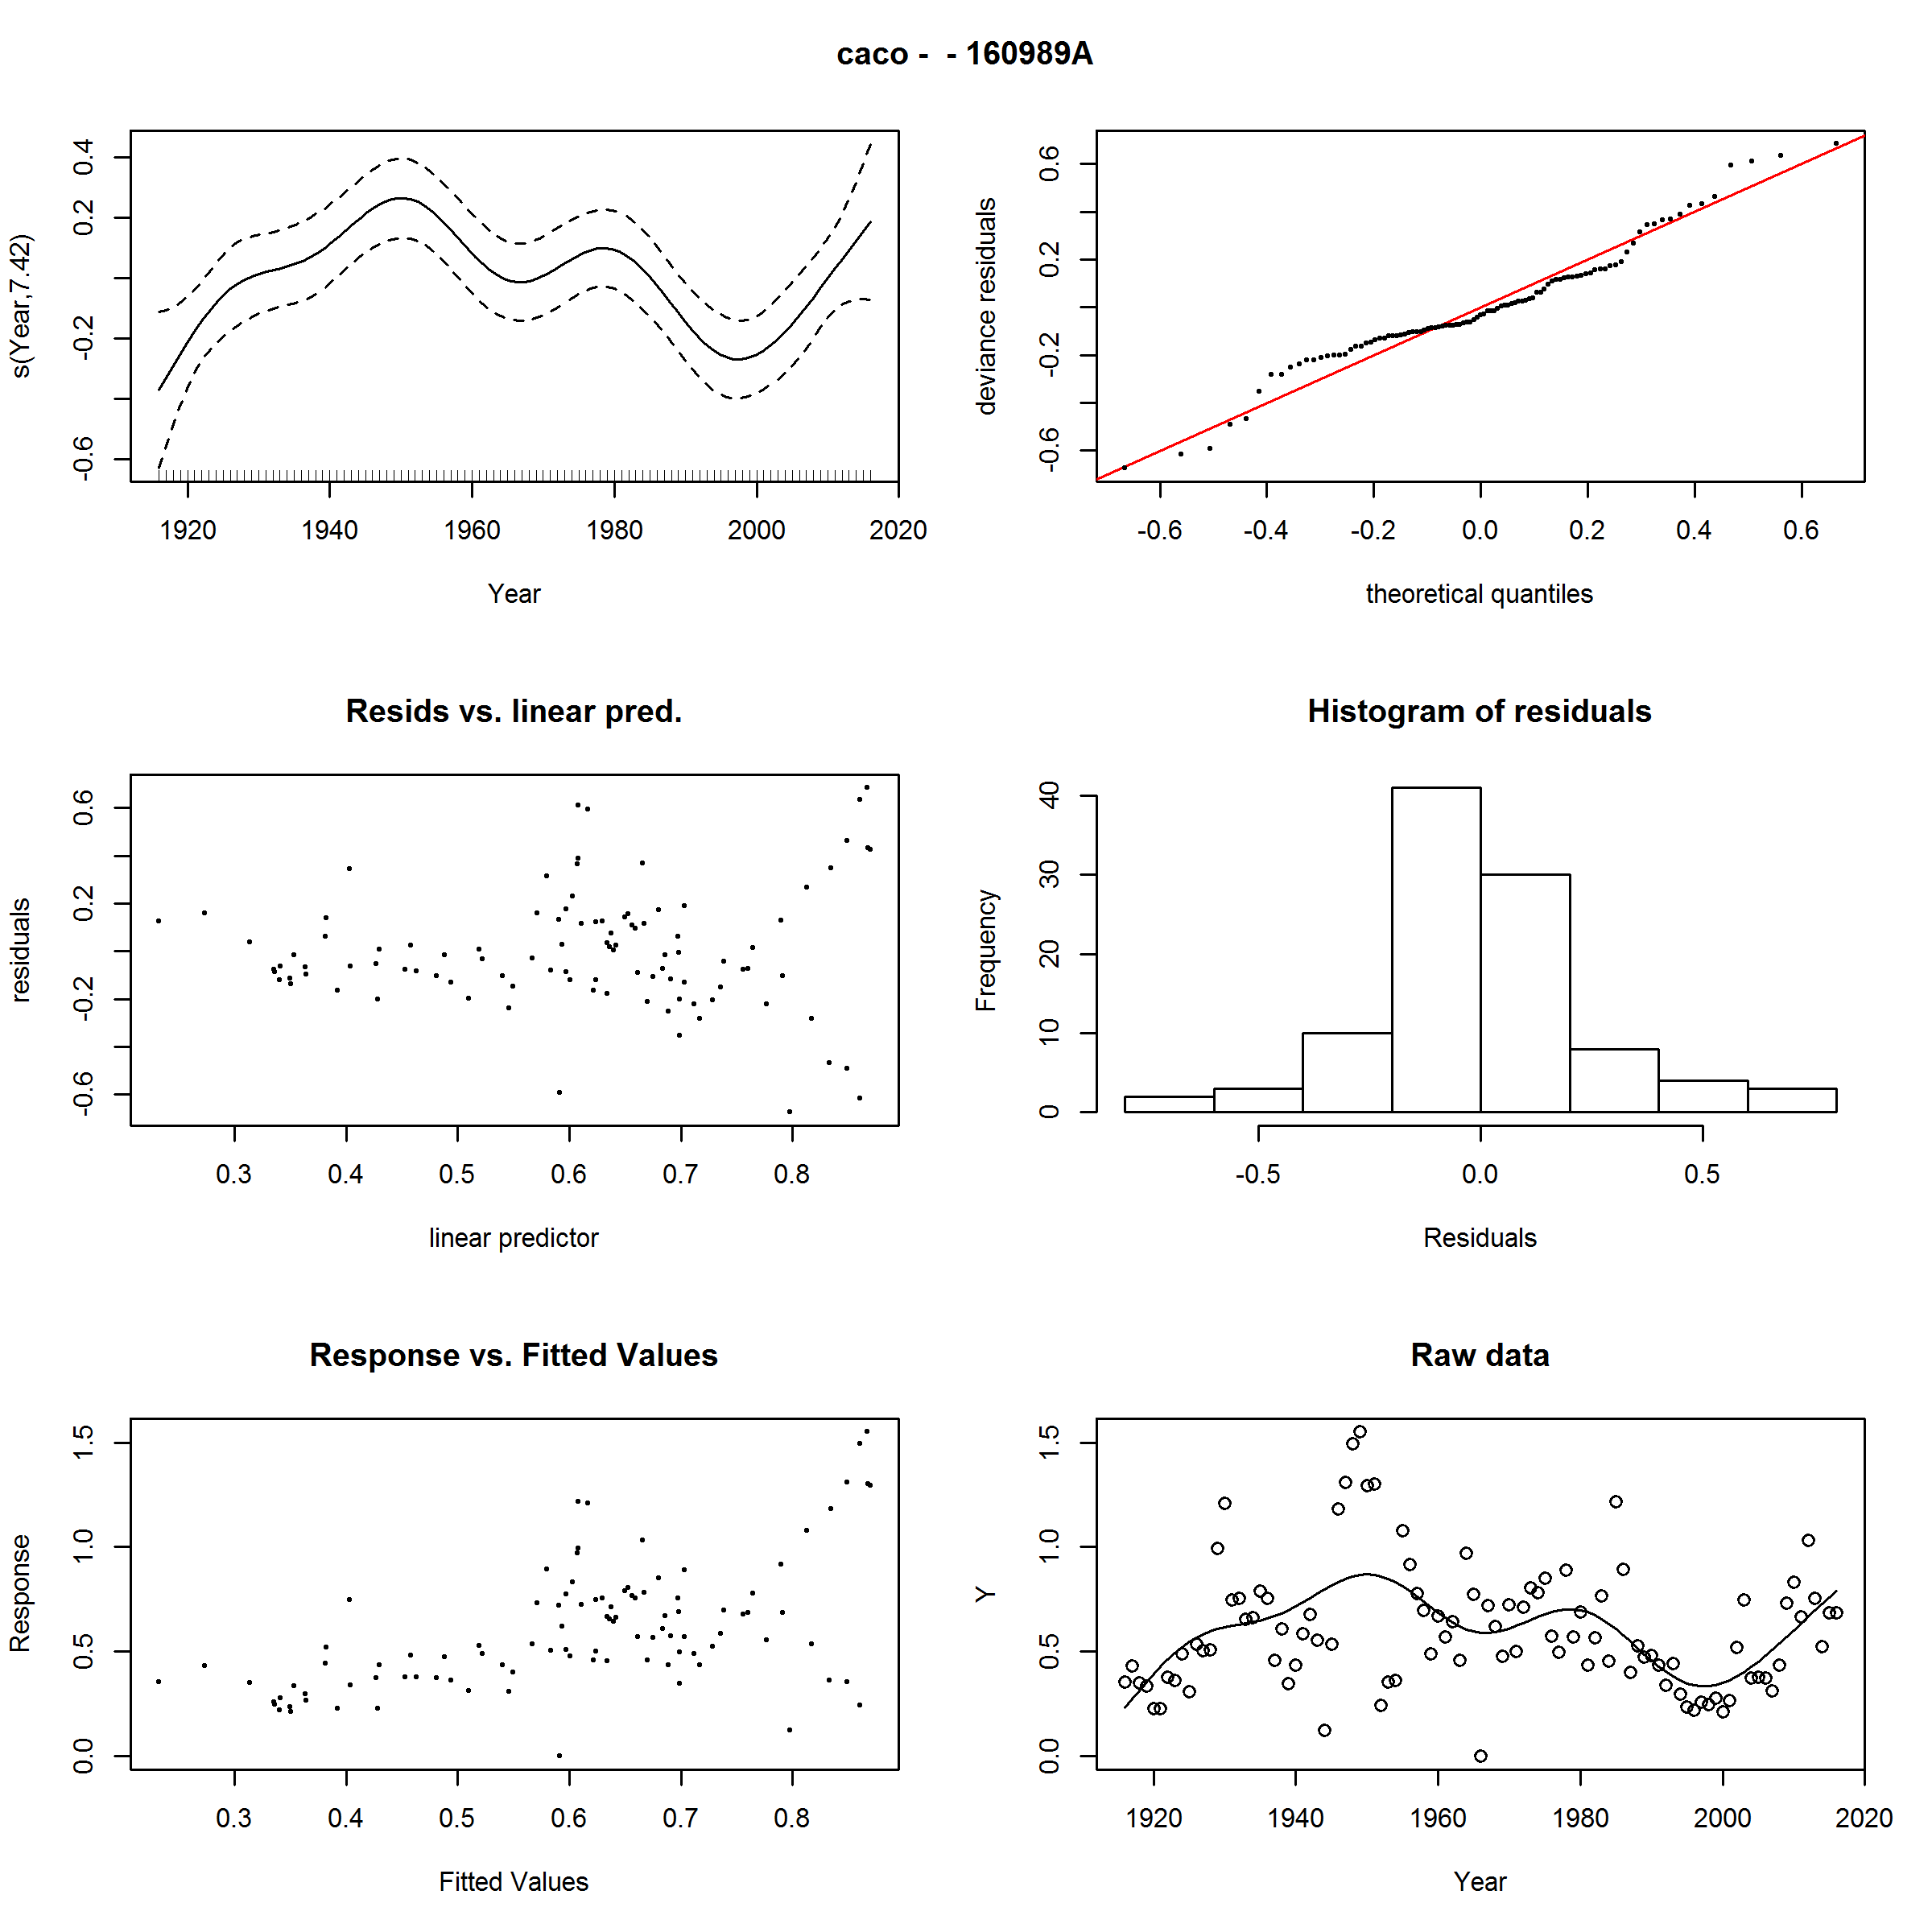 caco -  - 160989A
s(Year,7.42)
0.4
0.2
-0.2
-0.6
1920 1940 1960 1980 2000 2020
Year
deviance residuals
0.6
0.2
-0.2
-0.6
-0.6 -0.4 -0.2 0.0 0.2 0.4 0.6
theoretical quantiles
Resids vs. linear pred.
residuals
0.6
0.2
-0.2
-0.6
0.3 0.4 0.5 0.6 0.7 0.8
linear predictor
Histogram of residuals
Frequency
40
30
20
10
0
-0.5 0.0 0.5
Residuals
Response vs. Fitted Values
Response
1.5
1.0
0.5
0.0
0.3 0.4 0.5 0.6 0.7 0.8
Fitted Values
Raw data
Y
1.5
1.0
0.5
0.0
1920 1940 1960 1980 2000 2020
Year